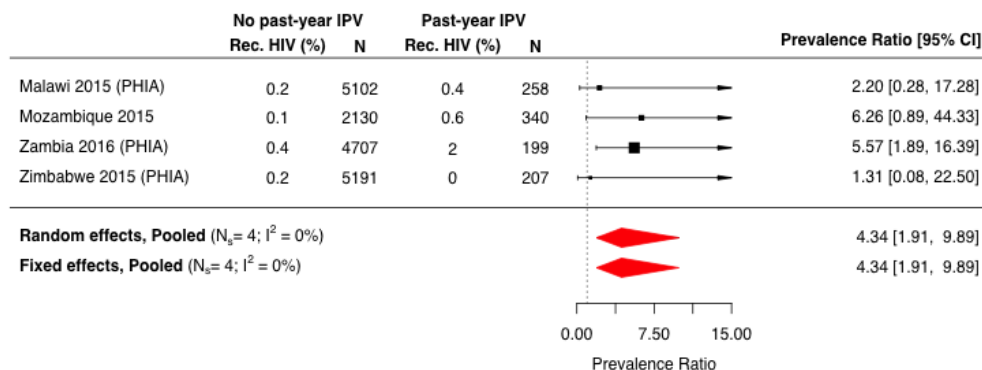 No past-year IPV Past-year IPV
Rec. HIV (%) N Rec. HIV (%) N Prevalence Ratio [95% CI]
Malawi 2015 (PHIA) 0.2 5102 0.4 258 2.20 [0.28, 17.28]
Mozambique 2015 0.1 2130 0.6 340 6.26 [0.89, 44.33]
Zambia 2016 (PHIA) 0.4 4707 2 199 5.57 [1.89, 16.39]
Zimbabwe 2015 (PHIA) 0.2 5191 0 207 1.31 [0.08, 22.50]
Random effects, Pooled (Ns= 4; I² = 0%) 4.34 [1.91, 9.89]
Fixed effects, Pooled (Ns= 4; I² = 0%) 4.34 [1.91, 9.89]
0.00 7.50 15.00
Prevalence Ratio